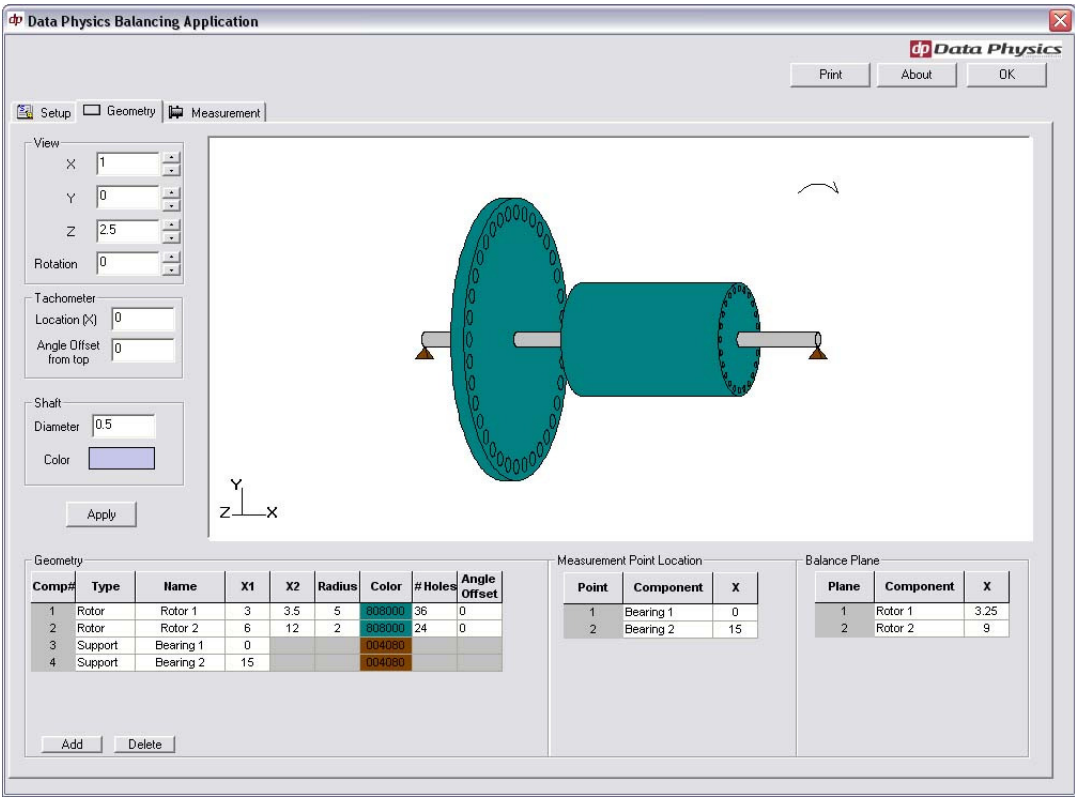 dp Data Physics Balancing Application
dp Data Physics
Print About OK
Setup Geometry Measurement
View
X 1
Y 0
Z 2.5
Rotation 0
Tachometer
Location (X) 0
Angle Offset from top 0
Shaft
Diameter 0.5
Color
Apply
Y
Z X
Geometry
Comp# Type Name X1 X2 Radius Color # Holes Angle Offset
1 Rotor Rotor 1 3 3.5 5 808000 36 0
2 Rotor Rotor 2 6 12 2 808000 24 0
3 Support Bearing 1 0 004080
4 Support Bearing 2 15 004080
Add Delete
Measurement Point Location
Point Component X
1 Bearing 1 0
2 Bearing 2 15
Balance Plane
Plane Component X
1 Rotor 1 3.25
2 Rotor 2 9